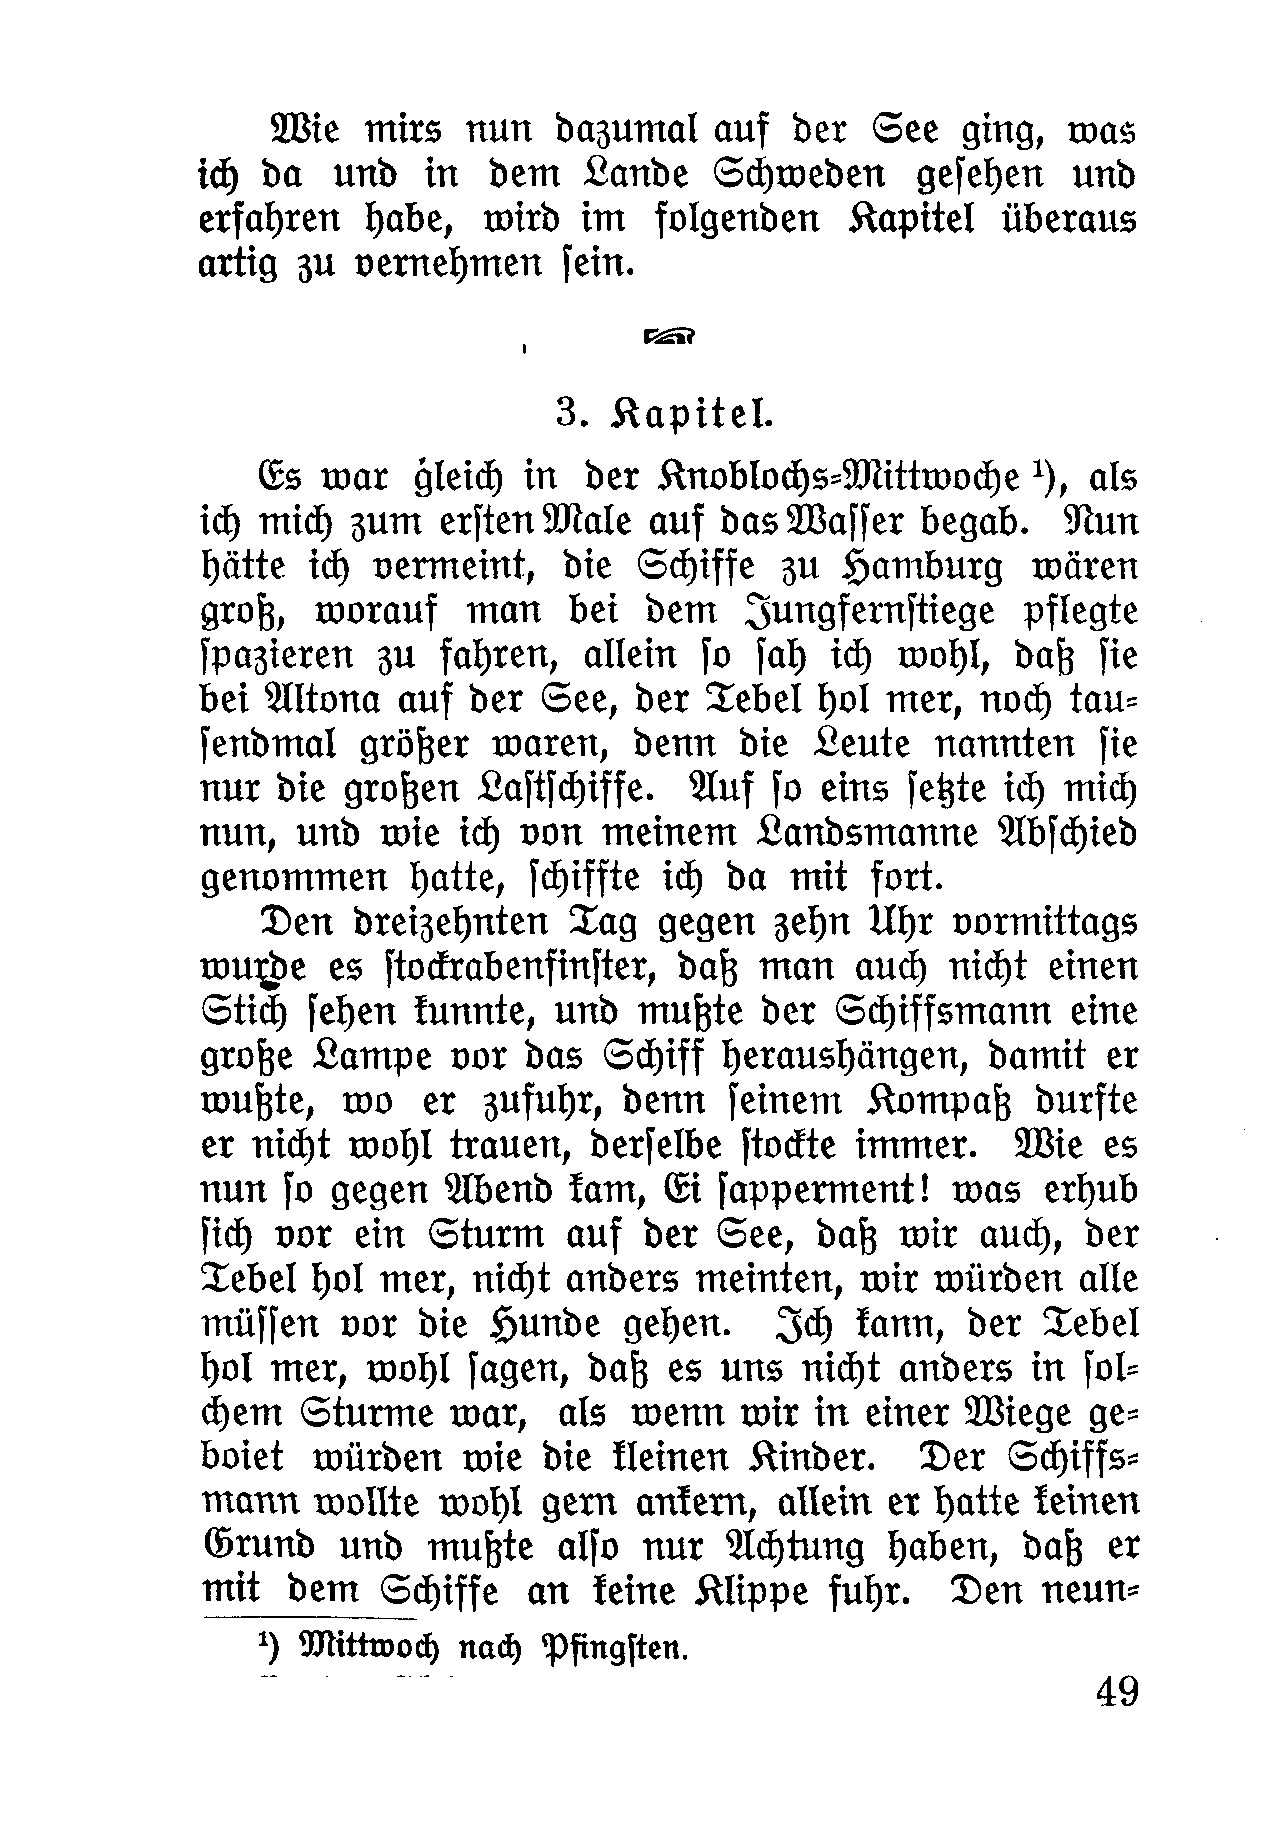 Wie mirs nun dazumal auf der See ging, was
ich da und in dem Lande Schweden geſehen und
erfahren habe, wird im folgenden Kapitel überaus
artig zu vernehmen ſein.
3. Kapitel.
Es war gleich in der Knoblochs=Mittwoche ¹), als
ich mich zum erſten Male auf das Waſſer begab. Nun
hätte ich vermeint, die Schiffe zu Hamburg wären
groß, worauf man bei dem Jungfernſtiege pflegte
ſpazieren zu fahren, allein ſo ſah ich wohl, daß ſie
bei Altona auf der See, der Tebel hol mer, noch tau=
ſendmal größer waren, denn die Leute nannten ſie
nur die großen Laſtſchiffe. Auf ſo eins ſetzte ich mich
nun, und wie ich von meinem Landsmanne Abſchied
genommen hatte, ſchiffte ich da mit fort.
Den dreizehnten Tag gegen zehn Uhr vormittags
wurde es ſtockrabenfinſter, daß man auch nicht einen
Stich ſehen kunnte, und mußte der Schiffsmann eine
große Lampe vor das Schiff heraushängen, damit er
wußte, wo er zufuhr, denn ſeinem Kompaß durfte
er nicht wohl trauen, derſelbe ſtockte immer. Wie es
nun ſo gegen Abend kam, Ei ſapperment! was erhub
ſich vor ein Sturm auf der See, daß wir auch, der
Tebel hol mer, nicht anders meinten, wir würden alle
müſſen vor die Hunde gehen. Ich kann, der Tebel
hol mer, wohl ſagen, daß es uns nicht anders in ſol=
chem Sturme war, als wenn wir in einer Wiege ge=
boiet würden wie die kleinen Kinder. Der Schiffs=
mann wollte wohl gern ankern, allein er hatte keinen
Grund und mußte alſo nur Achtung haben, daß er
mit dem Schiffe an keine Klippe fuhr. Den neun=
¹) Mittwoch nach Pfingſten.
49